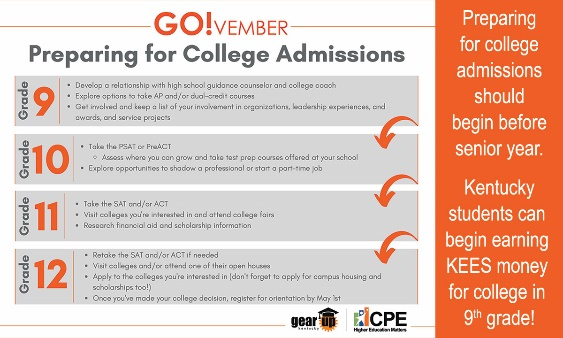 GO!VEMBER
Preparing for College Admissions
Grade 9
• Develop a relationship with high school guidance counselor and college coach
• Explore options to take AP and/or dual-credit courses
• Get involved and keep a list of your involvement in organizations, leadership experiences, and
awards, and service projects
Grade 10
• Take the PSAT or PreACT
○ Assess where you can grow and take test prep courses offered at your school
• Explore opportunities to shadow a professional or start a part-time job
Grade 11
• Take the SAT and/or ACT
• Visit colleges you're interested in and attend college fairs
• Research financial aid and scholarship information
Grade 12
• Retake the SAT and/or ACT if needed
• Visit colleges and/or attend one of their open houses
• Apply to the colleges you're interested in (don't forget to apply for campus housing and
scholarships too!)
• Once you've made your college decision, register for orientation by May 1st
gear up
kentucky
CPE
Higher Education Matters
Preparing
for college
admissions
should
begin before
senior year.
Kentucky
students can
begin earning
KEES money
for college in
9th grade!